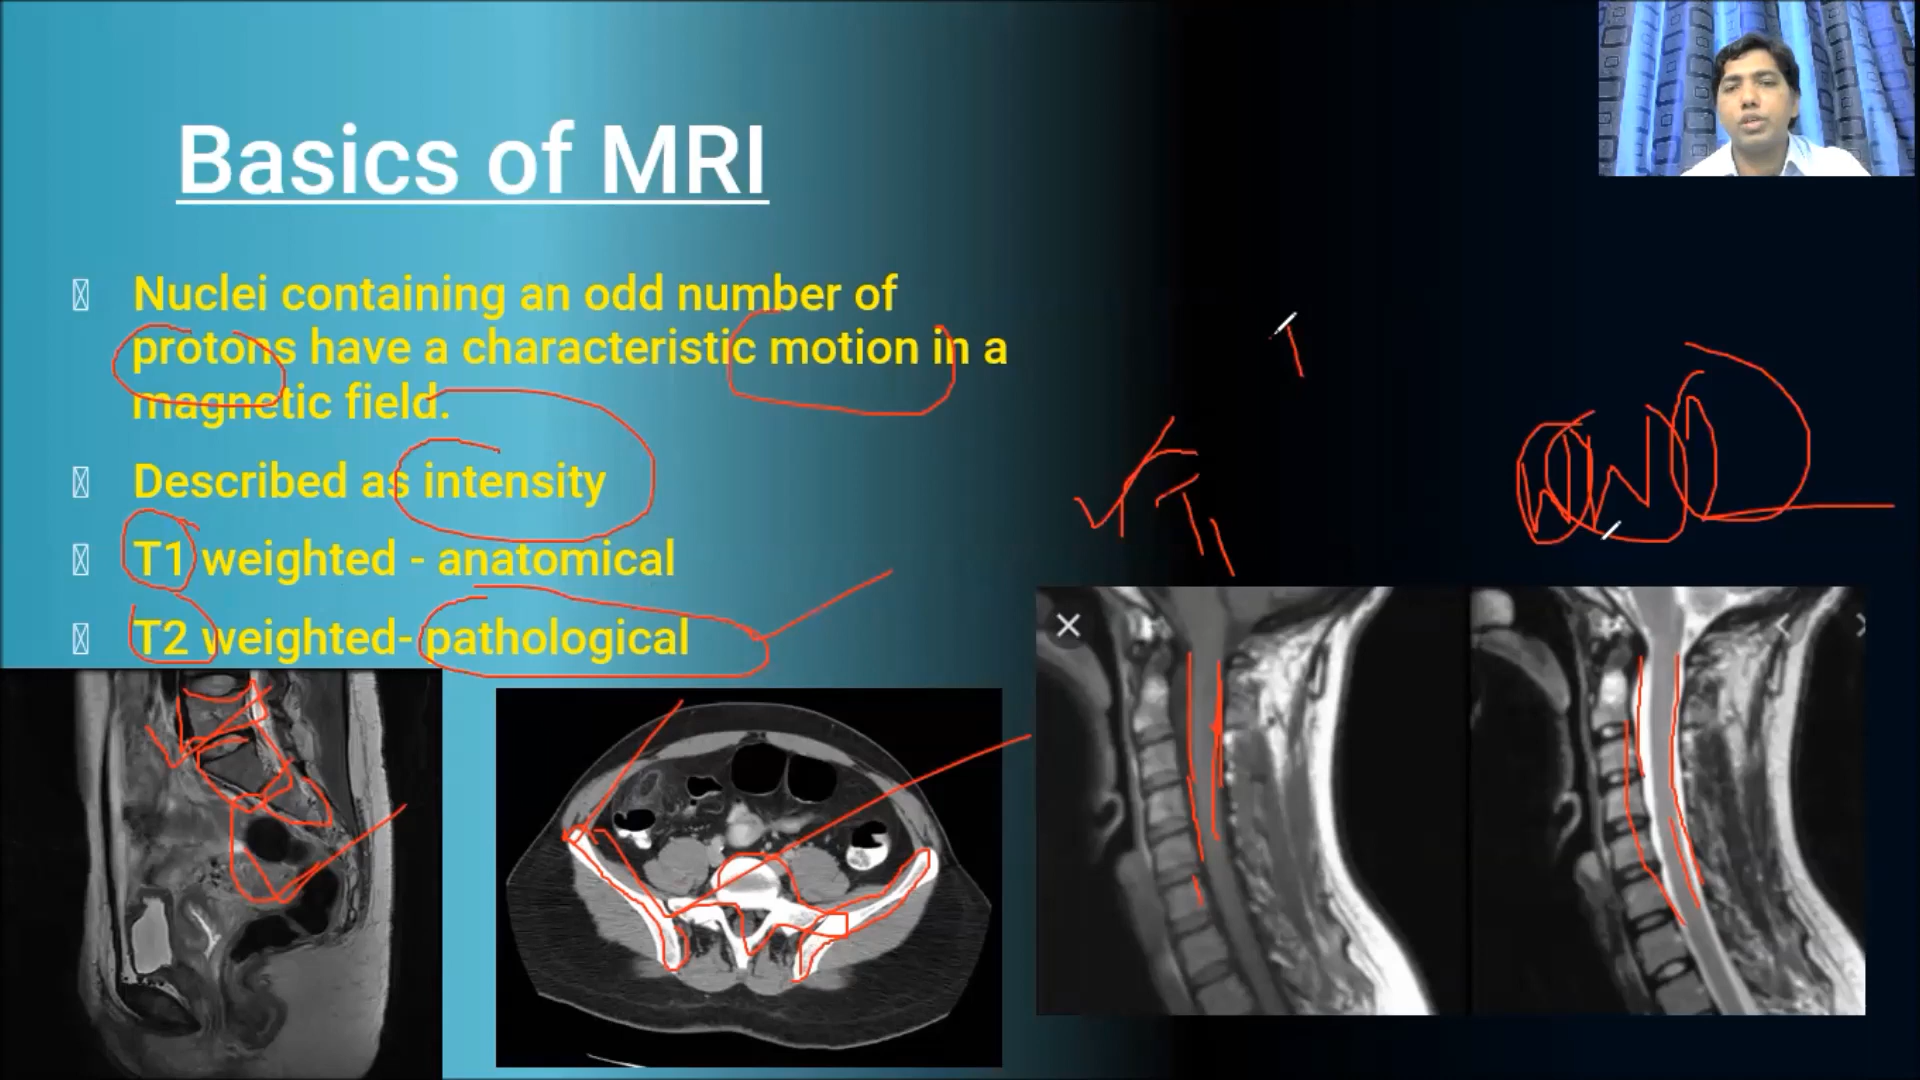 Basics of MRI
Nuclei containing an odd number of
protons have a characteristic motion in a
magnetic field.
Described as intensity
T1 weighted - anatomical
T2 weighted- pathological
T1